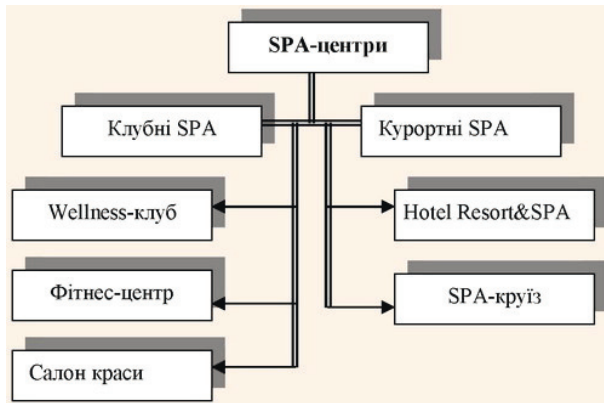 SPA-центри
Клубні SPA
Курортні SPA
Wellness-клуб
Hotel Resort&SPA
Фітнес-центр
SPA-круїз
Салон краси